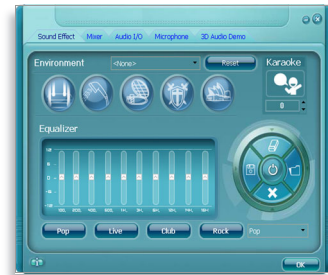 Sound Effect Mixer Audio I/O Microphone 3D Audio Demo
Environment <None> Reset Karaoke
0
Equalizer
Pop Live Club Rock Pop
OK